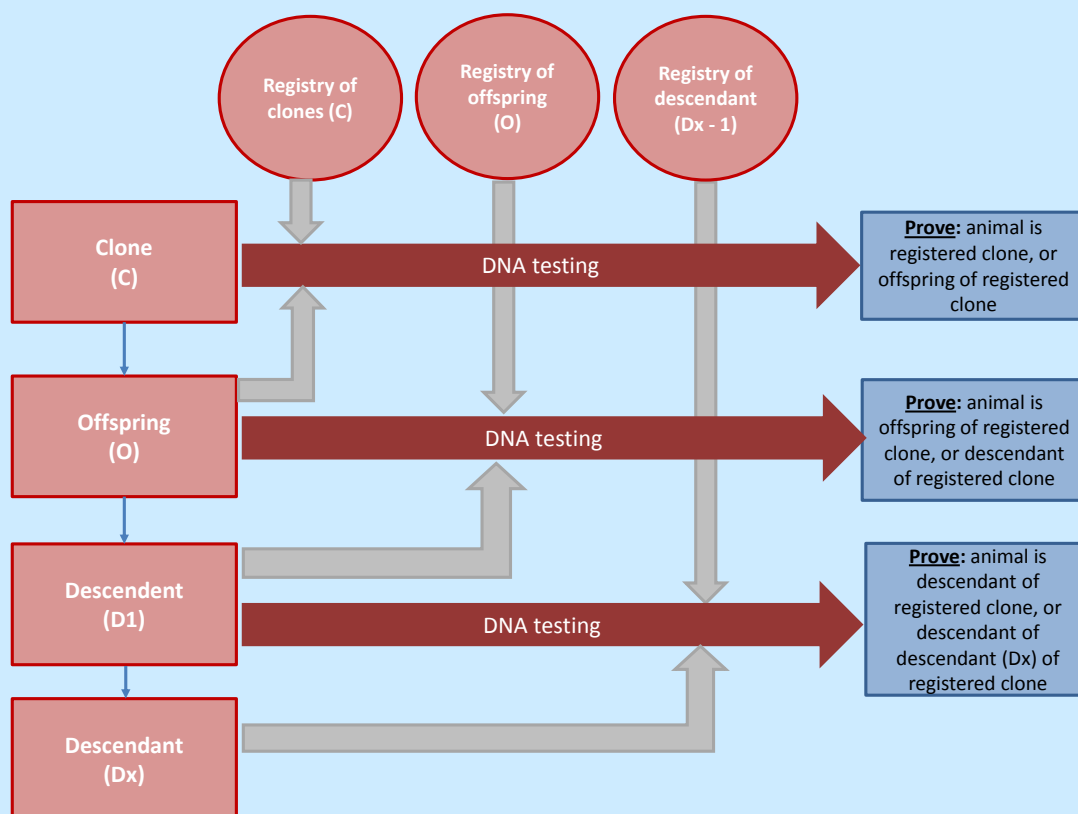 Registry of
clones (C)
Registry of
offspring
(O)
Registry of
descendant
(Dx - 1)
Clone
(C)
DNA testing
Prove: animal is
registered clone, or
offspring of registered
clone
Offspring
(O)
DNA testing
Prove: animal is
offspring of registered
clone, or descendant
of registered clone
Descendent
(D1)
DNA testing
Prove: animal is
descendant of
registered clone, or
descendant of
descendant (Dx) of
registered clone
Descendant
(Dx)